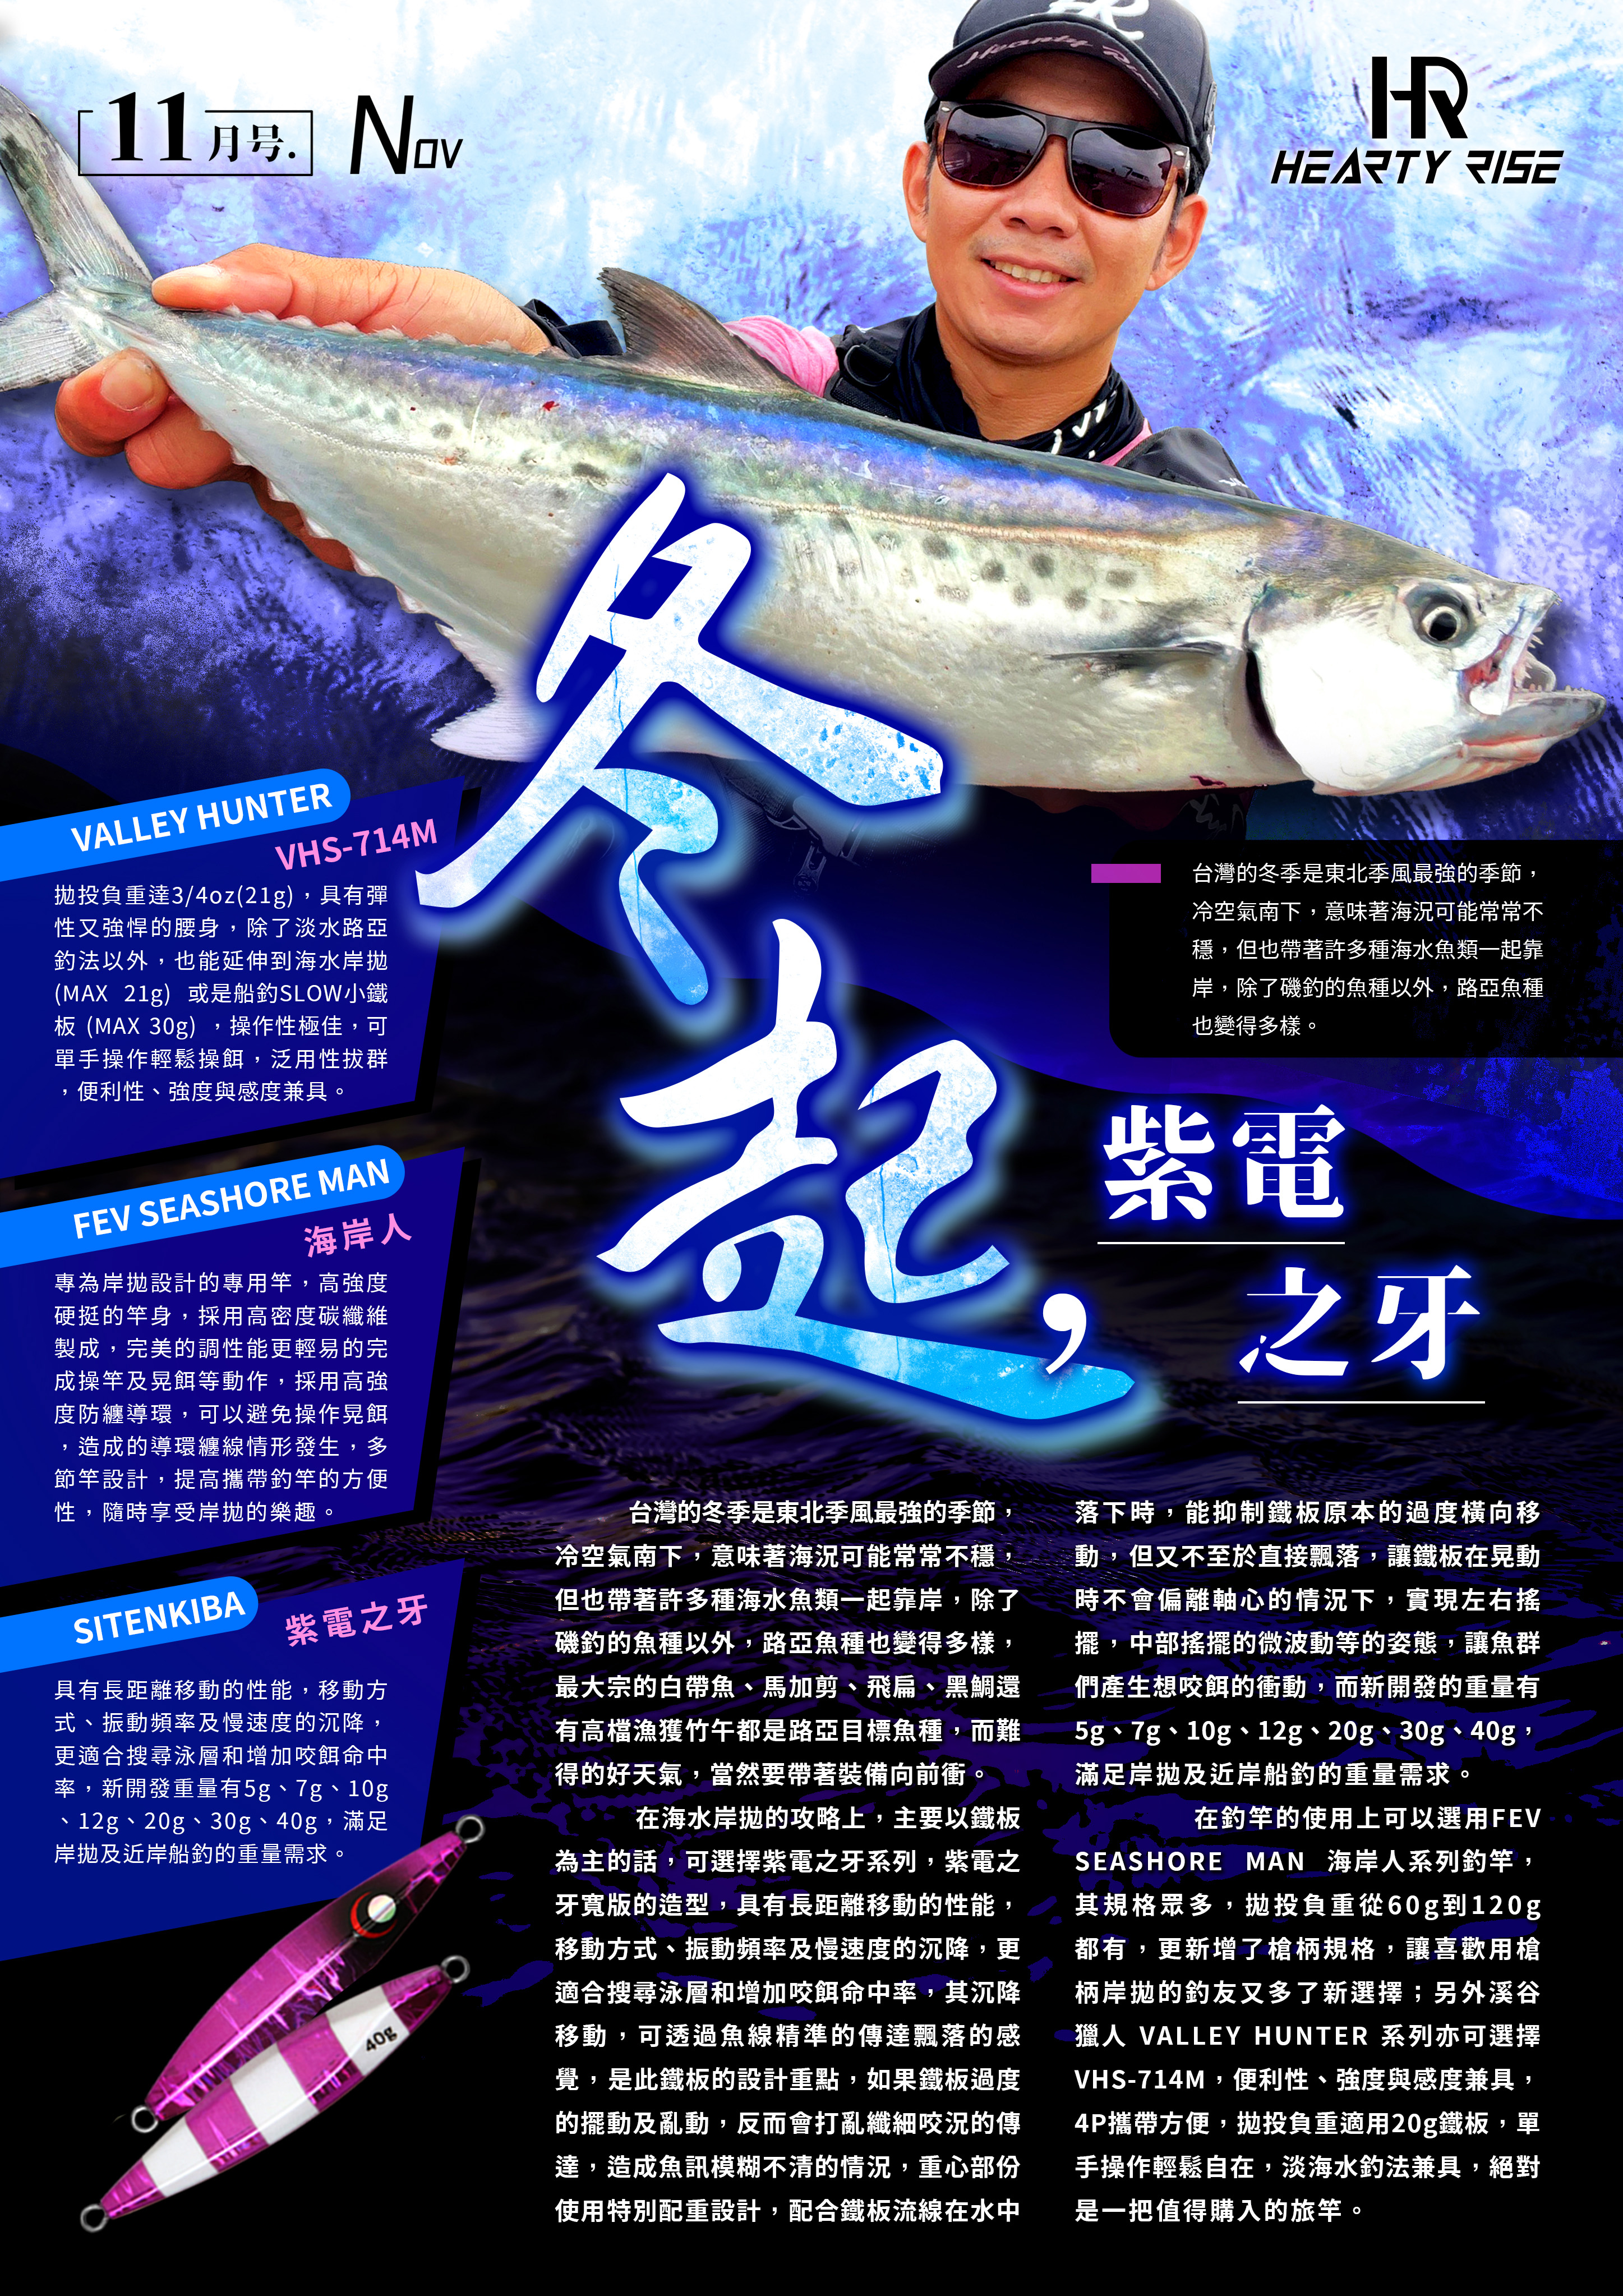 11月号.
Nov
HR
HEARTY RISE
Hearty Rise
冬
起，
紫電
之牙
VALLEY HUNTER
VHS-714M
拋投負重達3/4oz(21g)，具有彈
性又強悍的腰身，除了淡水路亞
釣法以外，也能延伸到海水岸拋
(MAX 21g) 或是船釣SLOW小鐵
板 (MAX 30g) ，操作性極佳，可
單手操作輕鬆操餌，泛用性拔群
，便利性、強度與感度兼具。
FEV SEASHORE MAN
海岸人
專為岸拋設計的專用竿，高強度
硬挺的竿身，採用高密度碳纖維
製成，完美的調性能更輕易的完
成操竿及晃餌等動作，採用高強
度防纏導環，可以避免操作晃餌
，造成的導環纏線情形發生，多
節竿設計，提高攜帶釣竿的方便
性，隨時享受岸拋的樂趣。
SITENKIBA
紫電之牙
具有長距離移動的性能，移動方
式、振動頻率及慢速度的沉降，
更適合搜尋泳層和增加咬餌命中
率，新開發重量有5g、7g、10g
、12g、20g、30g、40g，滿足
岸拋及近岸船釣的重量需求。
40g
台灣的冬季是東北季風最強的季節，
冷空氣南下，意味著海況可能常常不
穩，但也帶著許多種海水魚類一起靠
岸，除了磯釣的魚種以外，路亞魚種
也變得多樣。
台灣的冬季是東北季風最強的季節，
冷空氣南下，意味著海況可能常常不穩，
但也帶著許多種海水魚類一起靠岸，除了
磯釣的魚種以外，路亞魚種也變得多樣，
最大宗的白帶魚、馬加剪、飛扁、黑鯛還
有高檔漁獲竹午都是路亞目標魚種，而難
得的好天氣，當然要帶著裝備向前衝。
在海水岸拋的攻略上，主要以鐵板
為主的話，可選擇紫電之牙系列，紫電之
牙寬版的造型，具有長距離移動的性能，
移動方式、振動頻率及慢速度的沉降，更
適合搜尋泳層和增加咬餌命中率，其沉降
移動，可透過魚線精準的傳達飄落的感
覺，是此鐵板的設計重點，如果鐵板過度
的擺動及亂動，反而會打亂纖細咬況的傳
達，造成魚訊模糊不清的情況，重心部份
使用特別配重設計，配合鐵板流線在水中
落下時，能抑制鐵板原本的過度橫向移
動，但又不至於直接飄落，讓鐵板在晃動
時不會偏離軸心的情況下，實現左右搖
擺，中部搖擺的微波動等的姿態，讓魚群
們產生想咬餌的衝動，而新開發的重量有
5g、7g、10g、12g、20g、30g、40g，
滿足岸拋及近岸船釣的重量需求。
在釣竿的使用上可以選用FEV
SEASHORE MAN 海岸人系列釣竿，
其規格眾多，拋投負重從60g到120g
都有，更新增了槍柄規格，讓喜歡用槍
柄岸拋的釣友又多了新選擇；另外溪谷
獵人 VALLEY HUNTER 系列亦可選擇
VHS-714M，便利性、強度與感度兼具，
4P攜帶方便，拋投負重適用20g鐵板，單
手操作輕鬆自在，淡海水釣法兼具，絕對
是一把值得購入的旅竿。